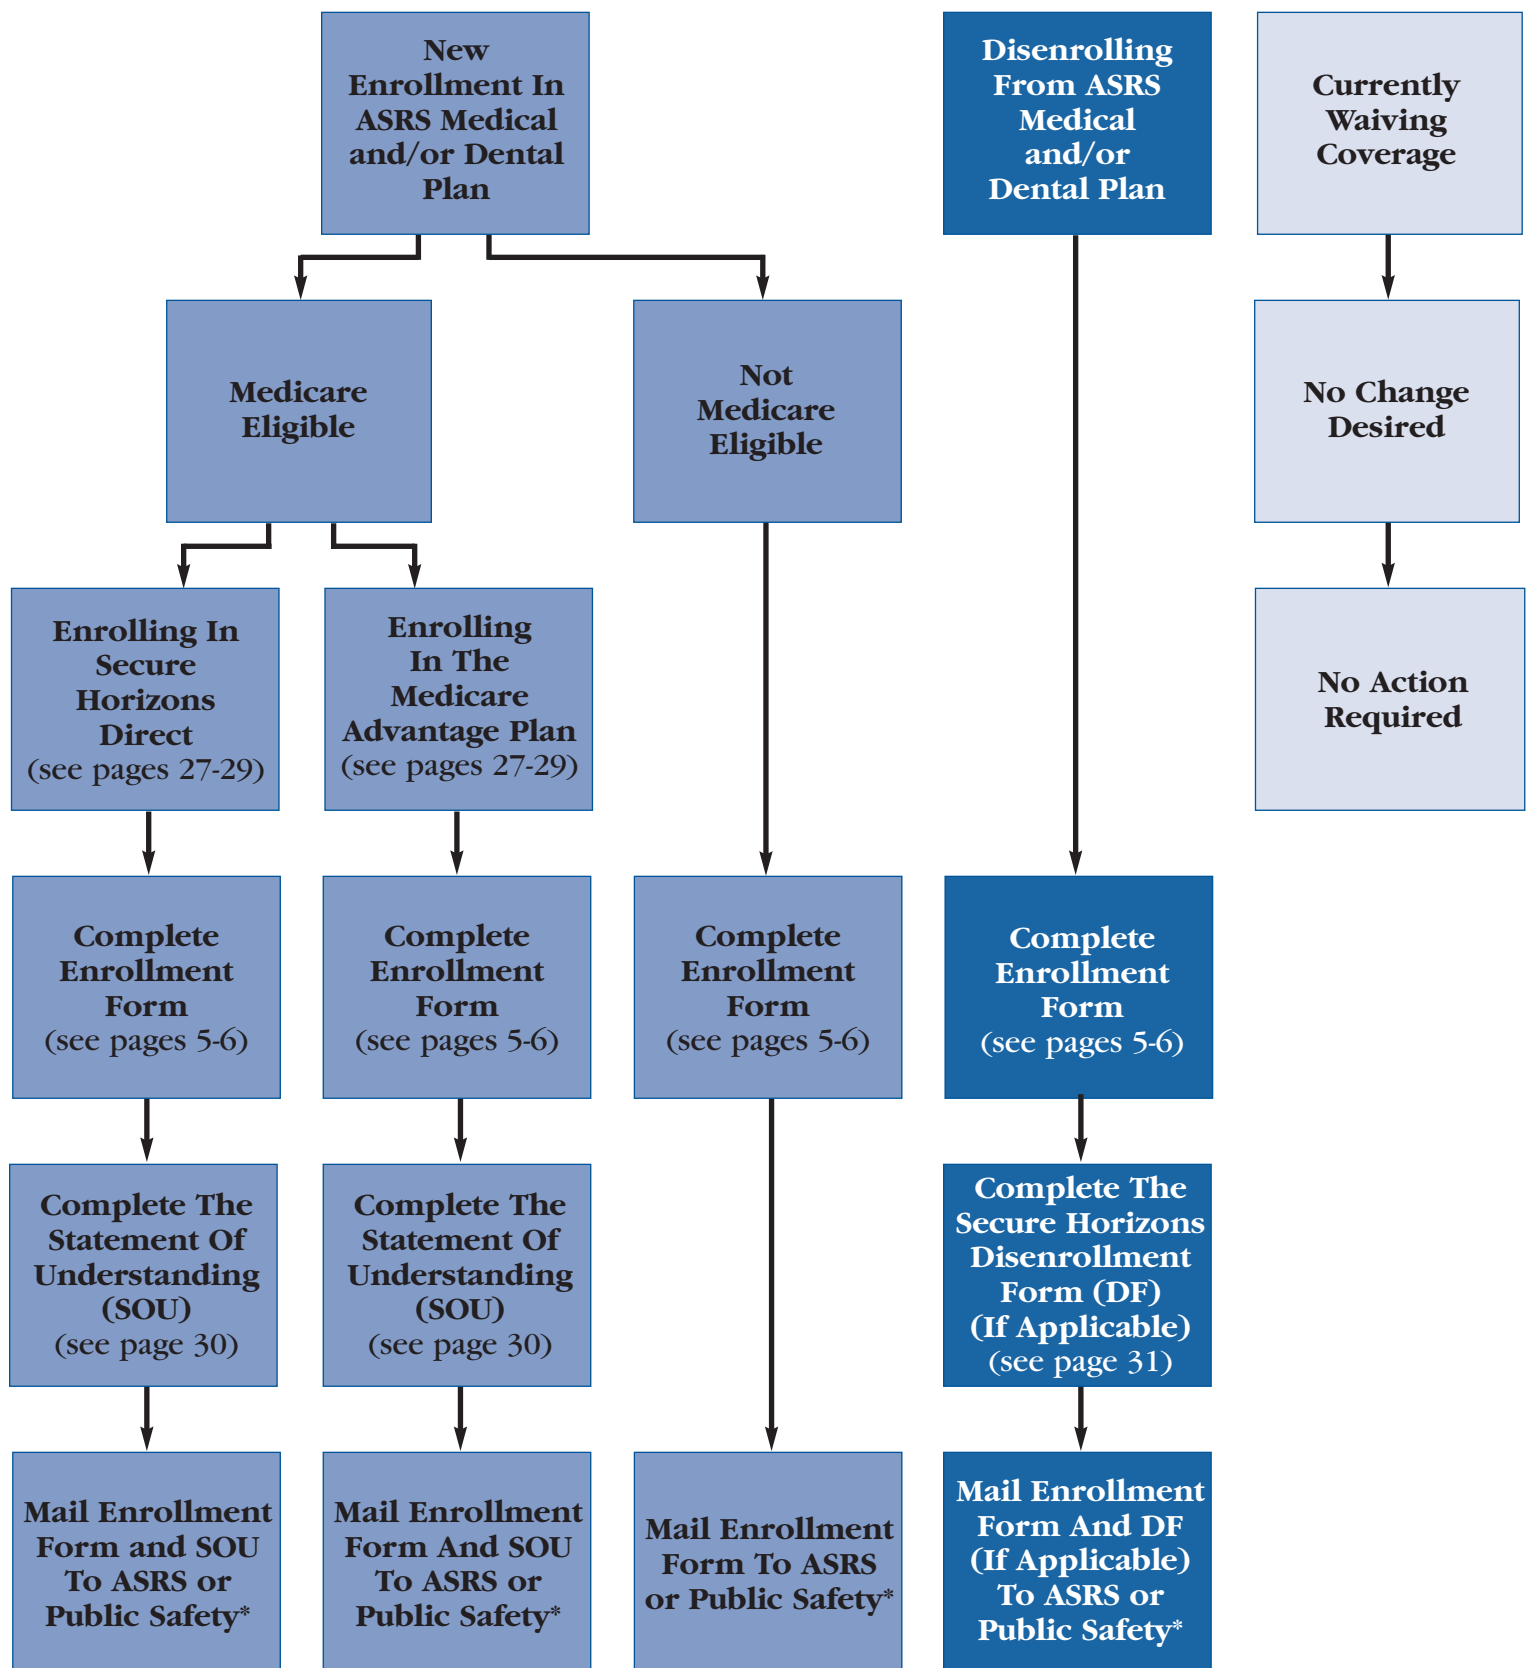 New
Enrollment In
ASRS Medical
and/or Dental
Plan
Disenrolling
From ASRS
Medical
and/or
Dental Plan
Currently
Waiving
Coverage
Medicare
Eligible
Not
Medicare
Eligible
No Change
Desired
Enrolling In
Secure
Horizons
Direct
(see pages 27-29)
Enrolling
In The
Medicare
Advantage Plan
(see pages 27-29)
No Action
Required
Complete
Enrollment
Form
(see pages 5-6)
Complete
Enrollment
Form
(see pages 5-6)
Complete
Enrollment
Form
(see pages 5-6)
Complete
Enrollment
Form
(see pages 5-6)
Complete The
Statement Of
Understanding
(SOU)
(see page 30)
Complete The
Statement Of
Understanding
(SOU)
(see page 30)
Complete The
Secure Horizons
Disenrollment
Form (DF)
(If Applicable)
(see page 31)
Mail Enrollment
Form and SOU
To ASRS or
Public Safety*
Mail Enrollment
Form And SOU
To ASRS or
Public Safety*
Mail Enrollment
Form To ASRS
or Public Safety*
Mail Enrollment
Form And DF
(If Applicable)
To ASRS or
Public Safety*